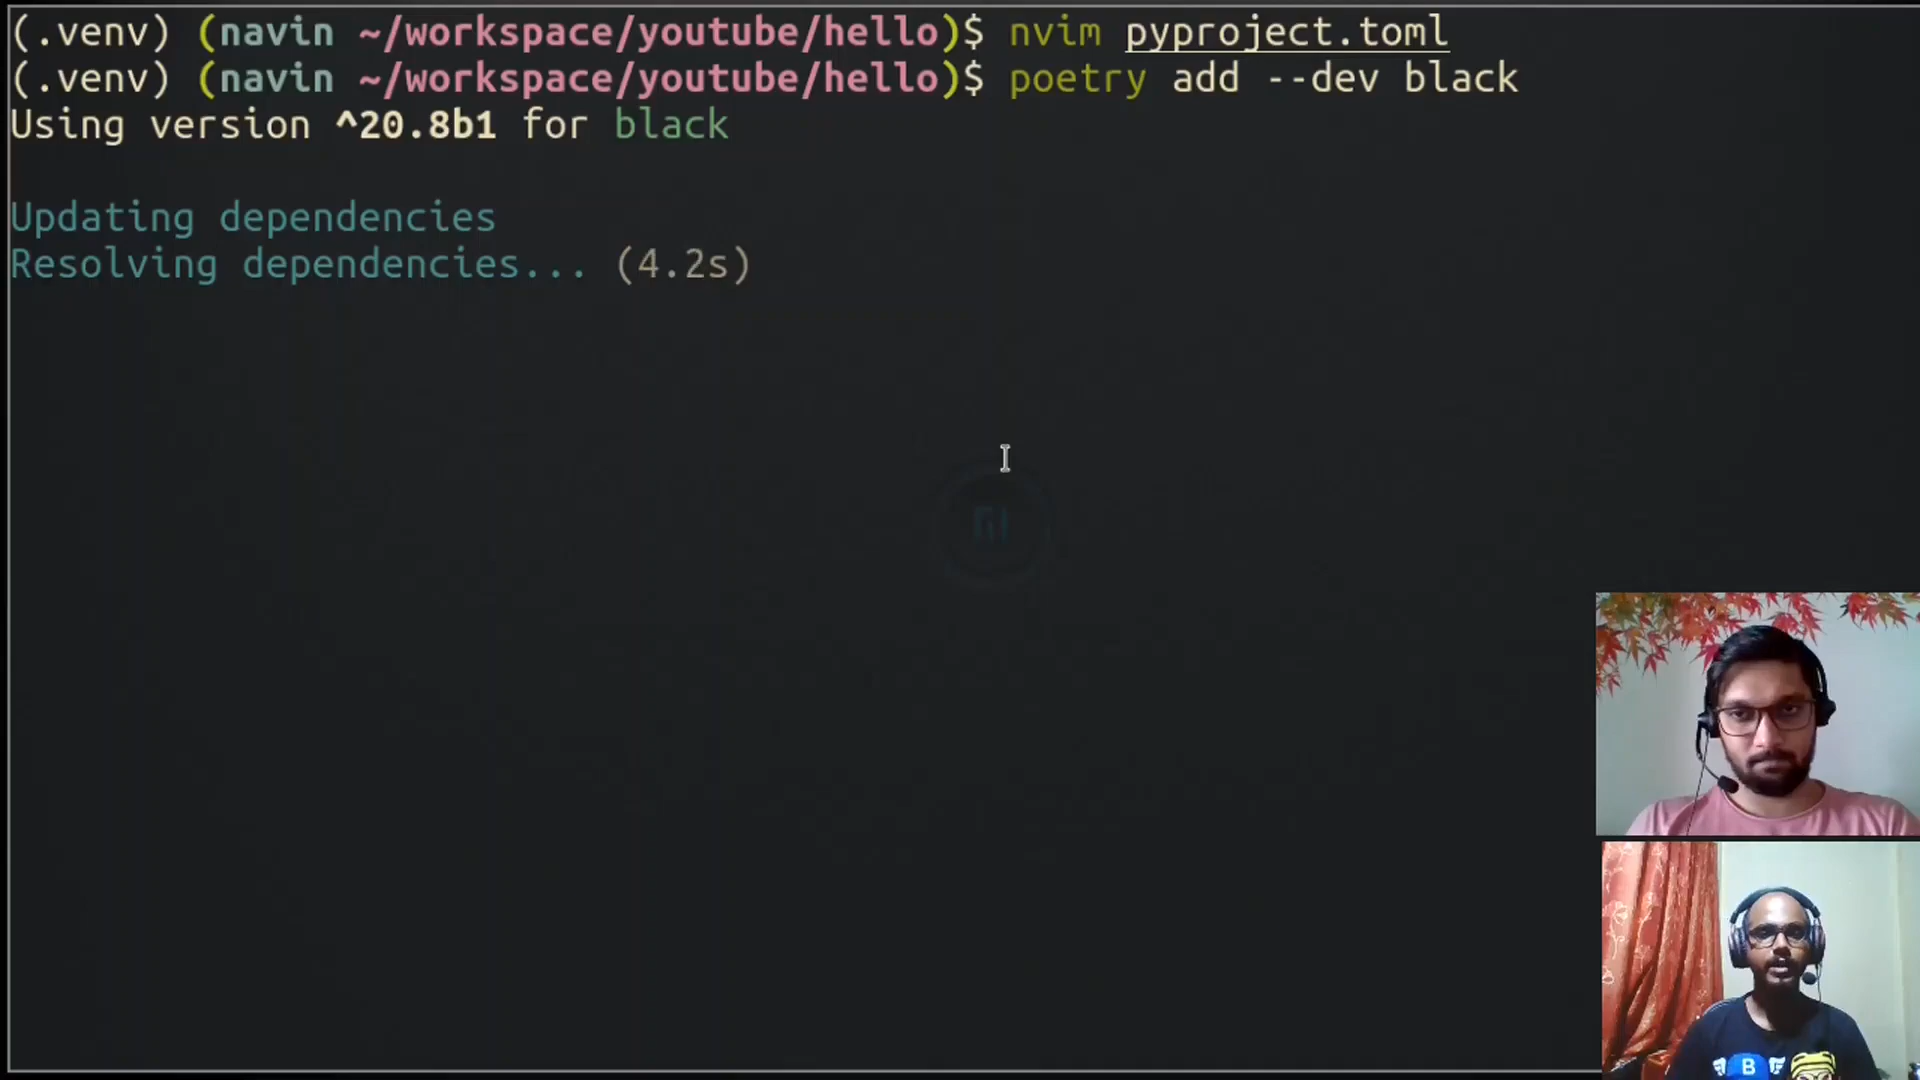 (.venv) (navin ~/workspace/youtube/hello)$ nvim pyproject.toml
(.venv) (navin ~/workspace/youtube/hello)$ poetry add --dev black
Using version ^20.8b1 for black
Updating dependencies
Resolving dependencies... (4.2s)
B